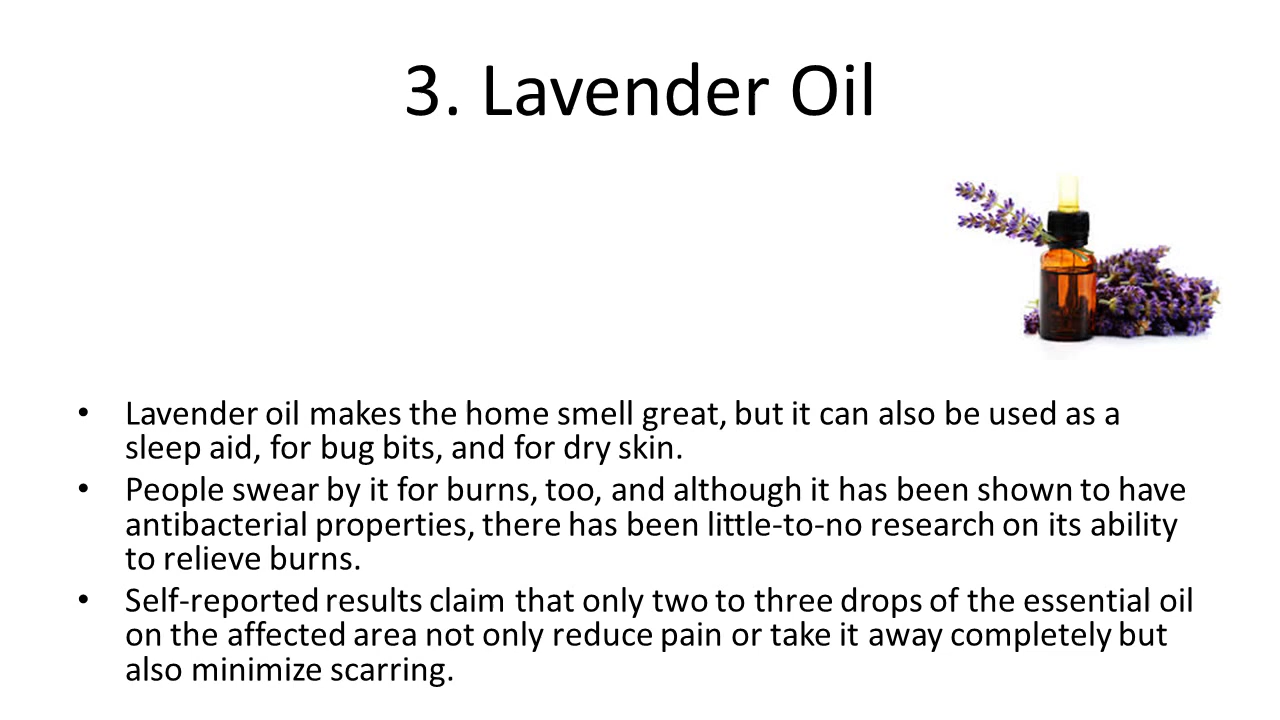 3. Lavender Oil
• Lavender oil makes the home smell great, but it can also be used as a
sleep aid, for bug bits, and for dry skin.
• People swear by it for burns, too, and although it has been shown to have
antibacterial properties, there has been little-to-no research on its ability
to relieve burns.
• Self-reported results claim that only two to three drops of the essential oil
on the affected area not only reduce pain or take it away completely but
also minimize scarring.